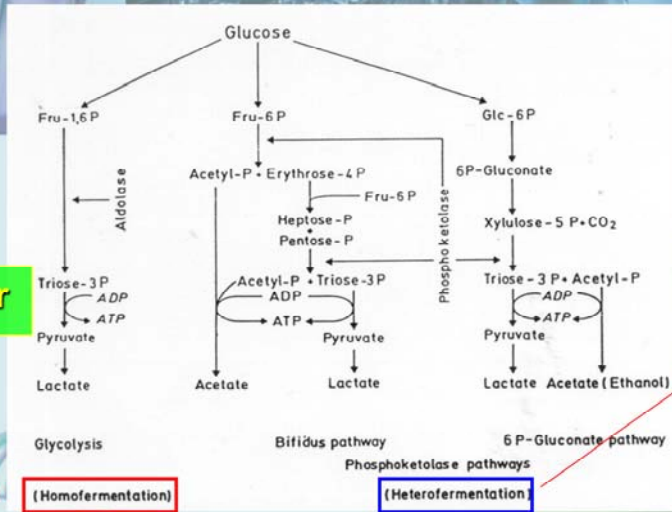 Glucose
Fru-1,6P Fru-6P Glc-6P
Acetyl-P • Erythrose-4P 6P-Gluconate
Aldolase
Fru-6P
Phosphoketolase
Heptose-P
•
Pentose-P
Xylulose-5 P•CO₂
r
Triose-3P Acetyl-P • Triose-3P Triose-3P•Acetyl-P
ADP ADP ADP
ATP ATP ATP
Pyruvate Pyruvate Pyruvate
Lactate Acetate Lactate Lactate Acetate (Ethanol)
Glycolysis Bifidus pathway 6P-Gluconate pathway
Phosphoketolase pathways
(Homofermentation) (Heterofermentation)